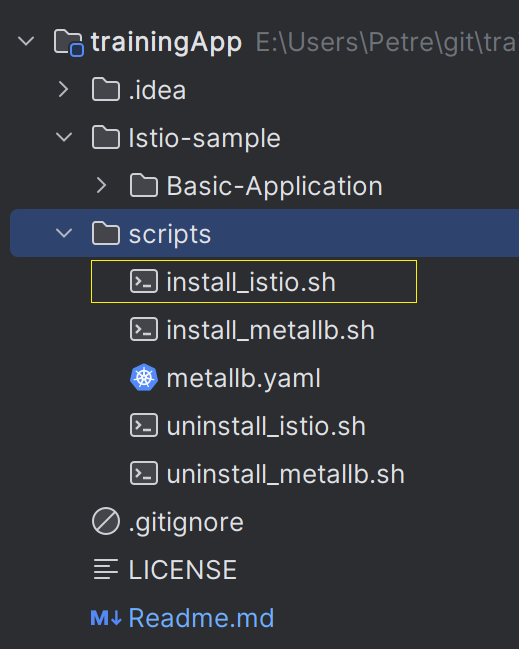 trainingApp E:\Users\Petre\git\tra
.idea
Istio-sample
Basic-Application
scripts
install_istio.sh
install_metallb.sh
metallb.yaml
uninstall_istio.sh
uninstall_metallb.sh
.gitignore
LICENSE
M↓ Readme.md